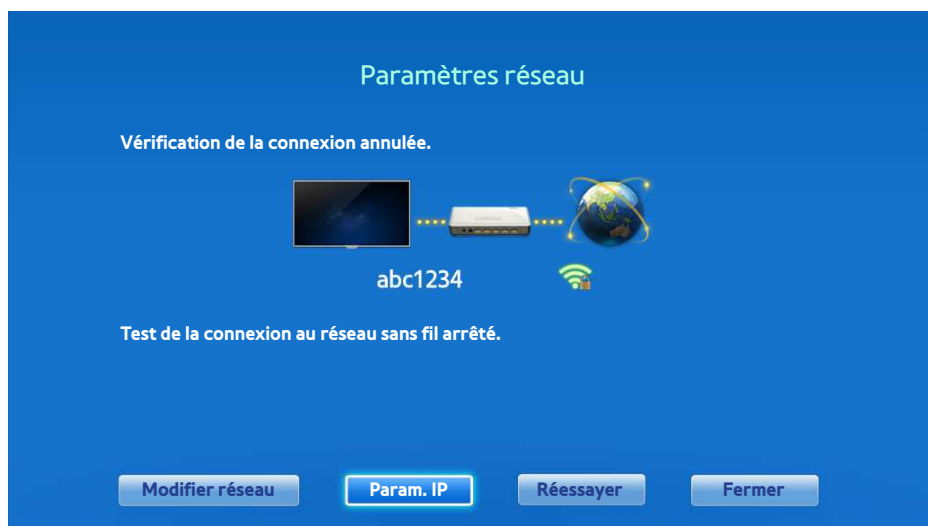 Paramètres réseau
Vérification de la connexion annulée.
abc1234
Test de la connexion au réseau sans fil arrêté.
Modifier réseau Param. IP Réessayer Fermer